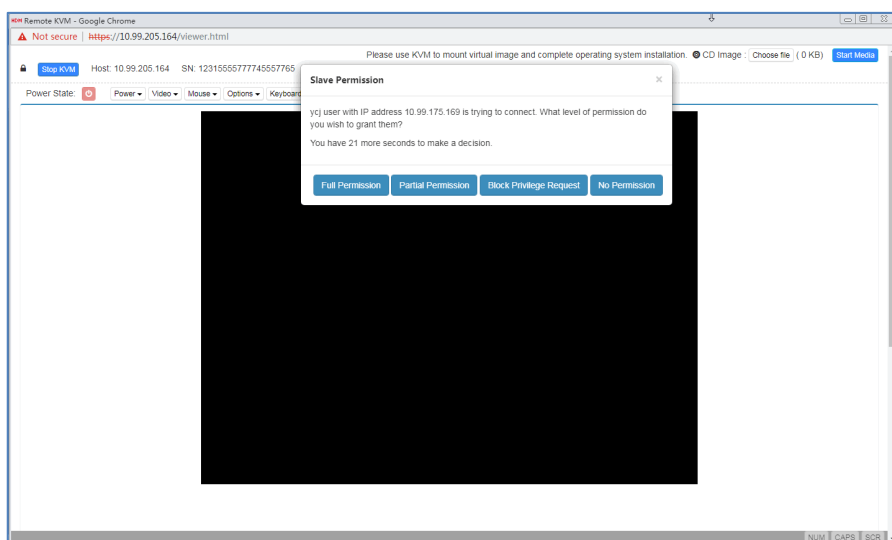 HDM Remote KVM - Google Chrome
Not secure | https://10.99.205.164/viewer.html
Please use KVM to mount virtual image and complete operating system installation. CD Image : Choose file ( 0 KB) Start Media
Stop KVM Host: 10.99.205.164 SN: 12315555777745557765
Power State: Power Video Mouse Options Keyboard
Slave Permission ×
ycj user with IP address 10.99.175.169 is trying to connect. What level of permission do
you wish to grant them?
You have 21 more seconds to make a decision.
Full Permission Partial Permission Block Privilege Request No Permission
NUM CAPS SCR